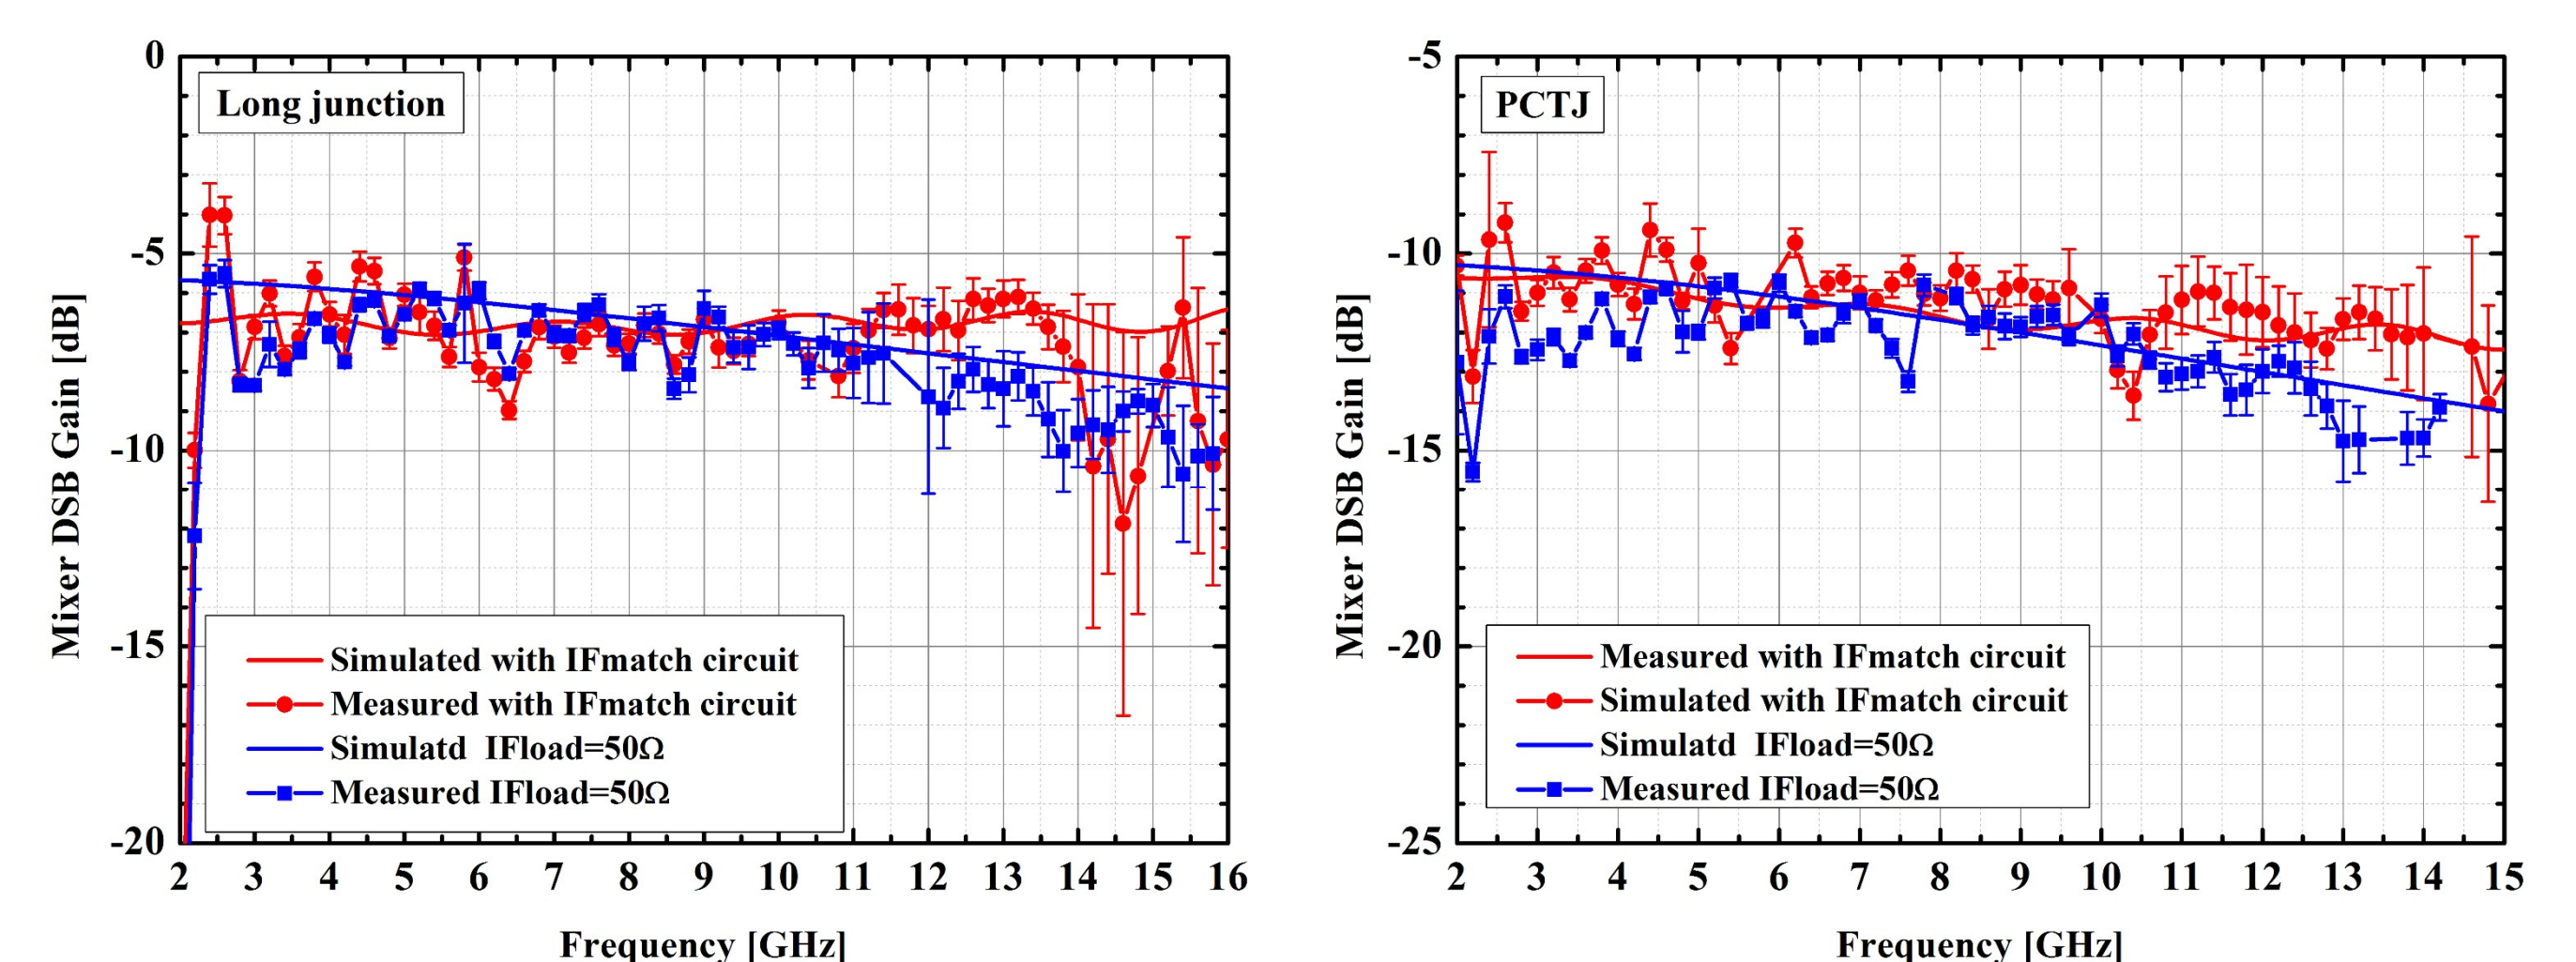 Long junction
Mixer DSB Gain [dB]
0
-5
-10
-15
-20
Simulated with IFmatch circuit
Measured with IFmatch circuit
Simulatd IFload=50Ω
Measured IFload=50Ω
2 3 4 5 6 7 8 9 10 11 12 13 14 15 16
Frequency [GHz]
PCTJ
Mixer DSB Gain [dB]
-5
-10
-15
-20
-25
Measured with IFmatch circuit
Simulated with IFmatch circuit
Simulatd IFload=50Ω
Measured IFload=50Ω
2 3 4 5 6 7 8 9 10 11 12 13 14 15
Frequency [GHz]